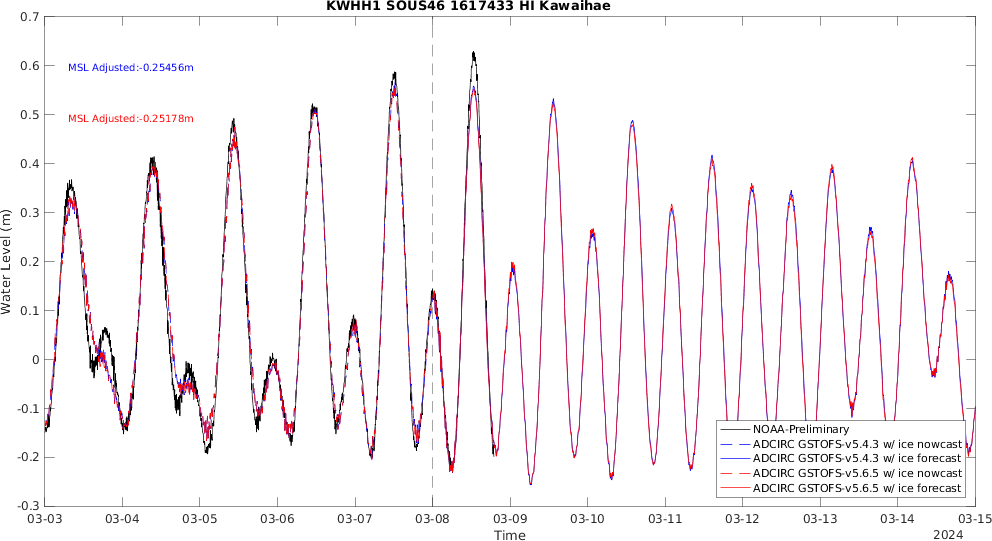 KWHH1 SOUS46 1617433 HI Kawaihae
0.7
0.6
0.5
0.4
0.3
0.2
0.1
0
-0.1
-0.2
-0.3
Water Level (m)
MSL Adjusted:-0.25456m
MSL Adjusted:-0.25178m
NOAA-Preliminary
ADCIRC GSTOFS-v5.4.3 w/ ice nowcast
ADCIRC GSTOFS-v5.4.3 w/ ice forecast
ADCIRC GSTOFS-v5.6.5 w/ ice nowcast
ADCIRC GSTOFS-v5.6.5 w/ ice forecast
03-03 03-04 03-05 03-06 03-07 03-08 03-09 03-10 03-11 03-12 03-13 03-14 03-15
Time
2024